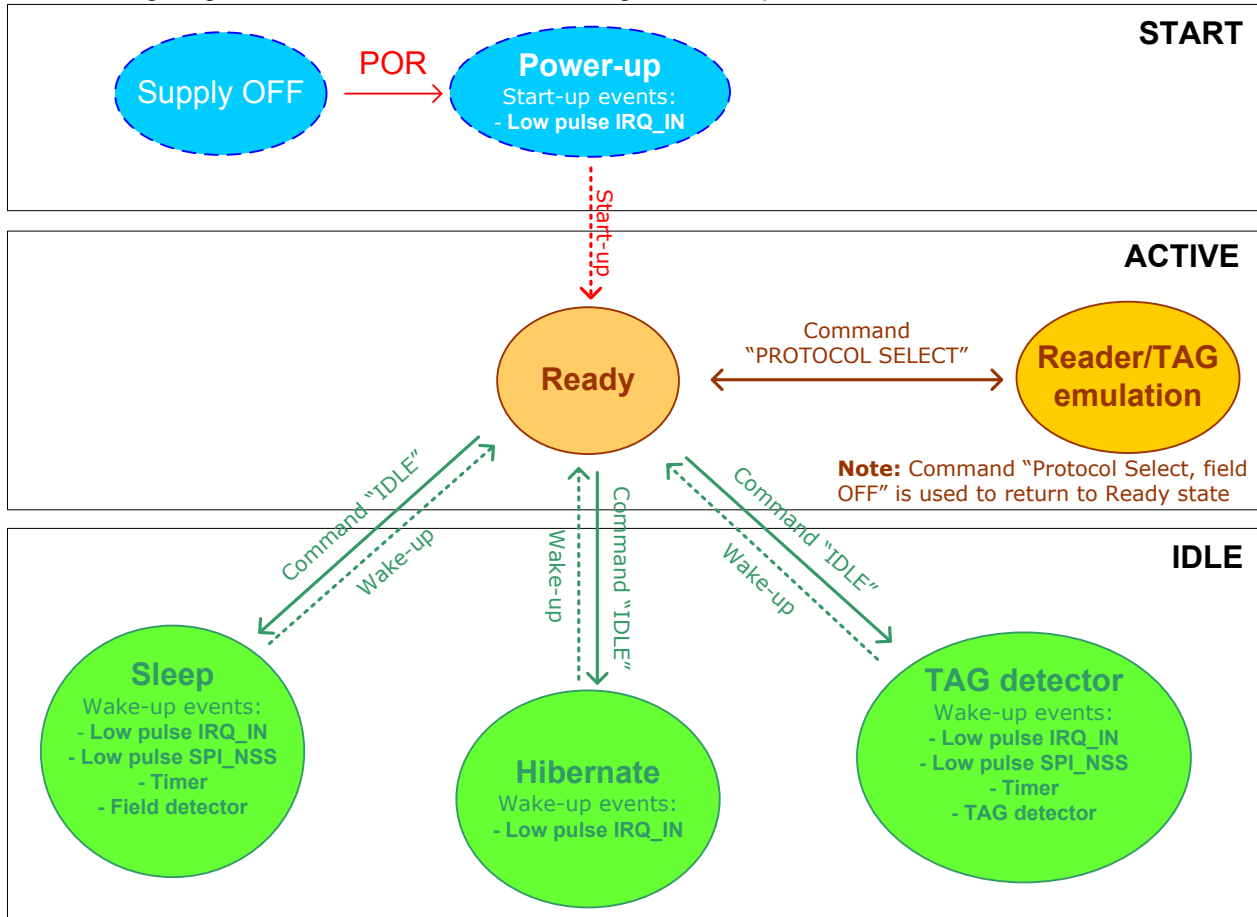 START
Supply OFF
POR
Power-up
Start-up events:
- Low pulse IRQ_IN
Start-up
ACTIVE
Ready
Command
“PROTOCOL SELECT”
Reader/TAG
emulation
Note: Command “Protocol Select, field
OFF” is used to return to Ready state
Command “IDLE”
Wake-up
Wake-up
Command “IDLE”
Command “IDLE”
Wake-up
IDLE
Sleep
Wake-up events:
- Low pulse IRQ_IN
- Low pulse SPI_NSS
- Timer
- Field detector
Hibernate
Wake-up events:
- Low pulse IRQ_IN
TAG detector
Wake-up events:
- Low pulse IRQ_IN
- Low pulse SPI_NSS
- Timer
- TAG detector